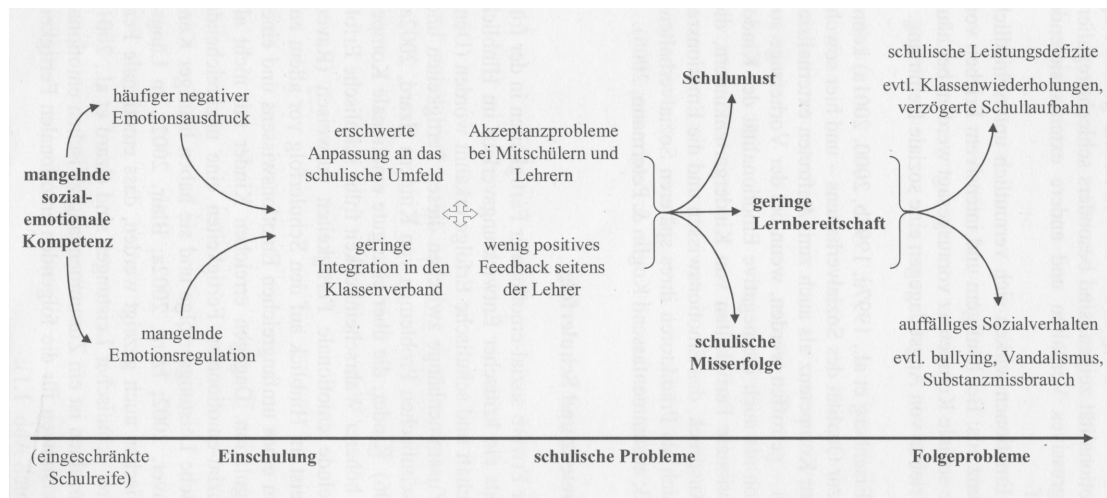 mangelnde
sozial-
emotionale
Kompetenz
häufiger negativer
Emotionsausdruck
mangelnde
Emotionsregulation
erschwerte
Anpassung an das
schulische Umfeld
Akzeptanzprobleme
bei Mitschülern und
Lehrern
geringe
Integration in den
Klassenverband
wenig positives
Feedback seitens
der Lehrer
Schulunlust
geringe
Lernbereitschaft
schulische
Misserfolge
schulische Leistungsdefizite
evtl. Klassenwiederholungen,
verzögerte Schullaufbahn
auffälliges Sozialverhalten
evtl. bullying, Vandalismus,
Substanzmissbrauch
(eingeschränkte
Schulreife)
Einschulung
schulische Probleme
Folgeprobleme